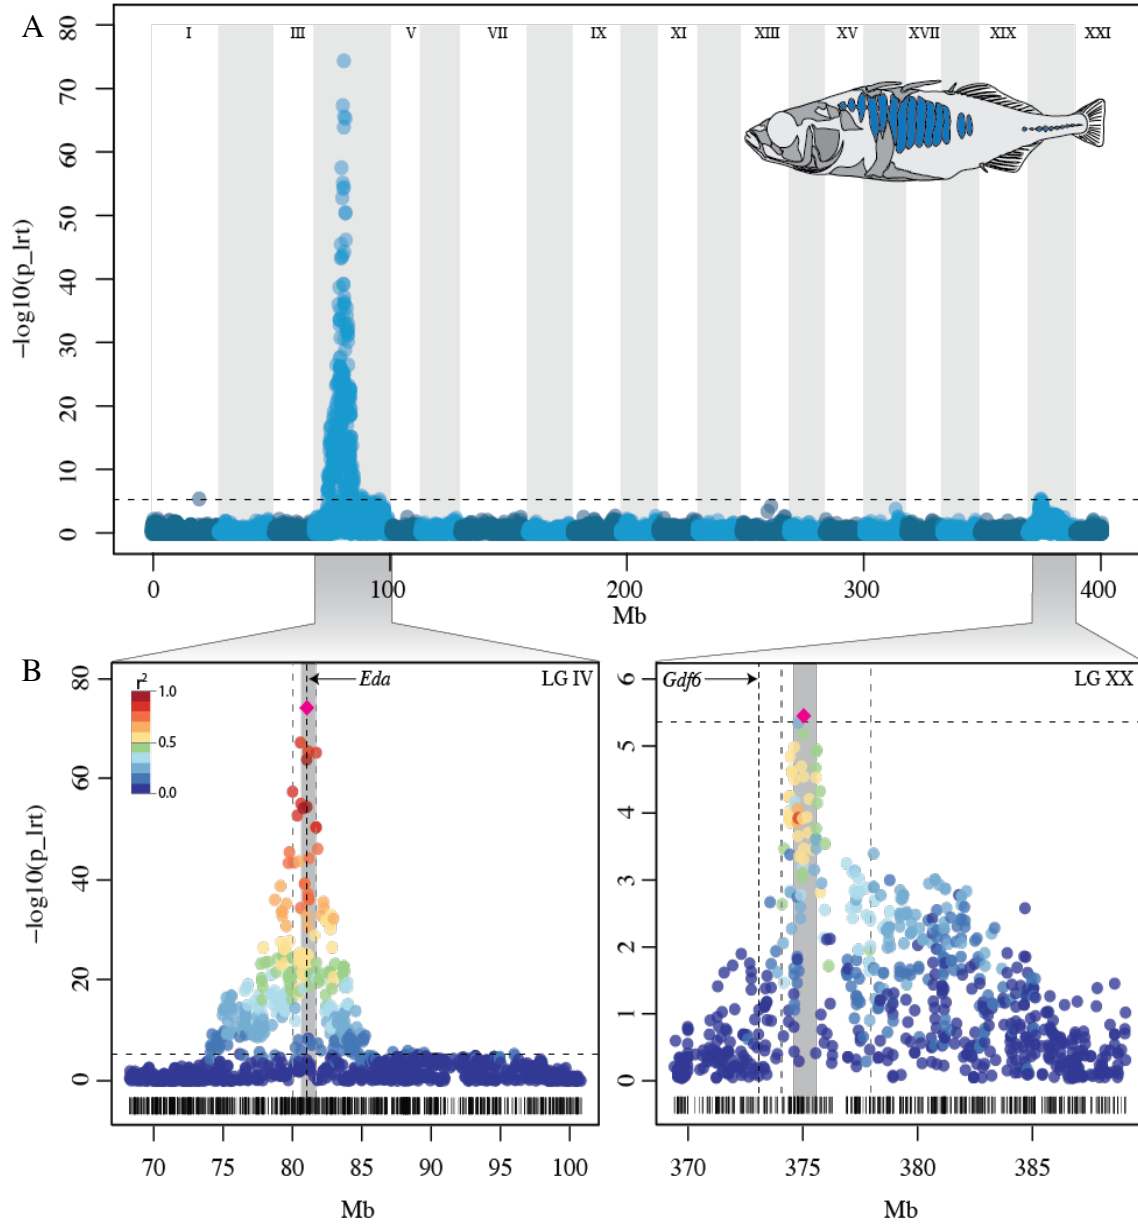 A
I III V VII IX XI XIII XV XVII XIX XXI
80
70
60
50
40
30
20
10
0
−log10(p_lrt)
0 100 200 300 400
Mb
B
80
60
40
20
0
−log10(p_lrt)
r²
1.0
0.5
0.0
Eda
LG IV
70 75 80 85 90 95 100
Mb
6
5
4
3
2
1
0
Gdf6
LG XX
370 375 380 385
Mb